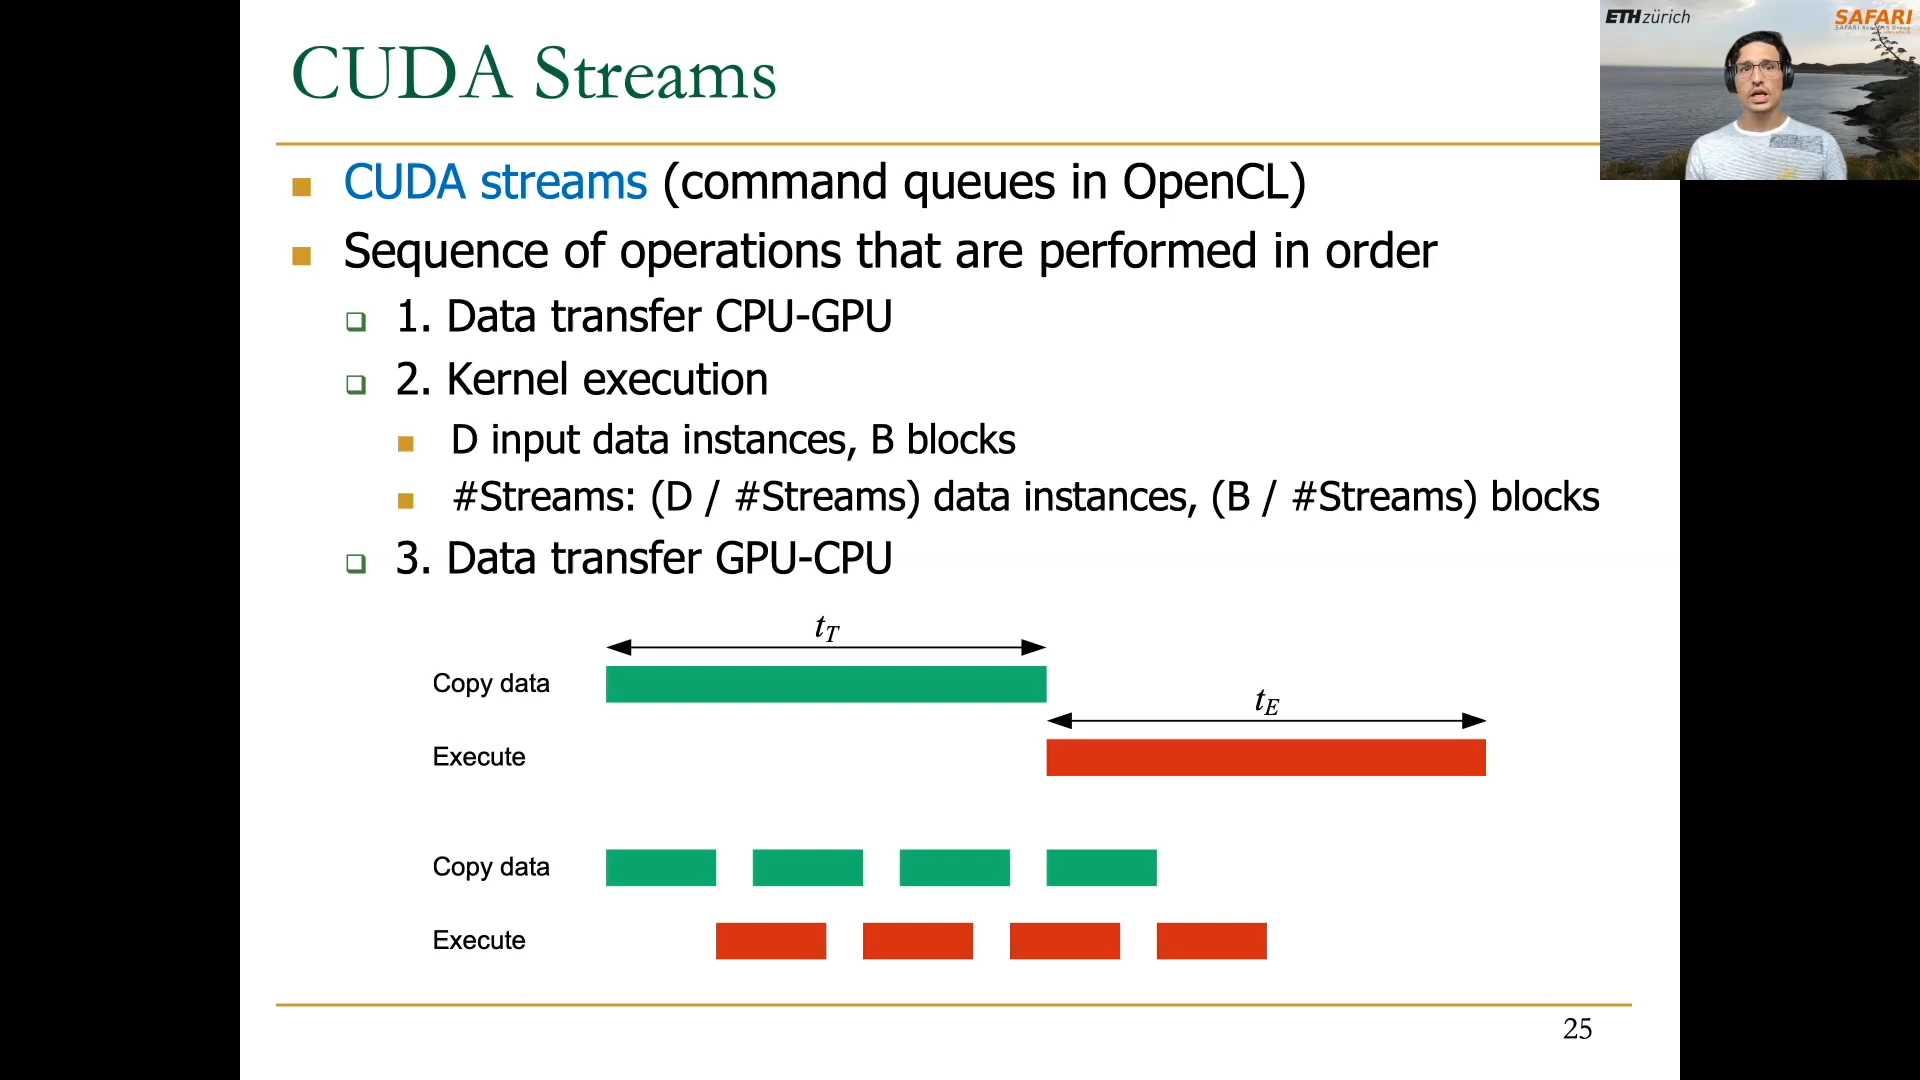 CUDA Streams
ETH zürich
SAFARI
CUDA streams (command queues in OpenCL)
Sequence of operations that are performed in order
1. Data transfer CPU-GPU
2. Kernel execution
D input data instances, B blocks
#Streams: (D / #Streams) data instances, (B / #Streams) blocks
3. Data transfer GPU-CPU
tT
Copy data
tE
Execute
Copy data
Execute
25